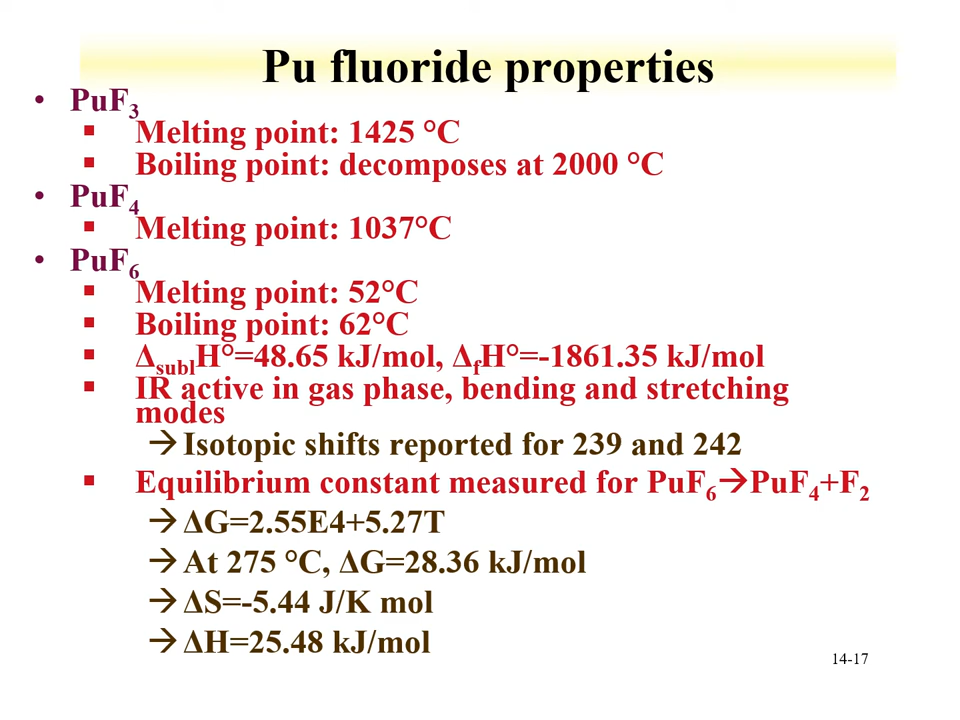 Pu fluoride properties
• PuF₃
▪ Melting point: 1425 °C
▪ Boiling point: decomposes at 2000 °C
• PuF₄
▪ Melting point: 1037°C
• PuF₆
▪ Melting point: 52°C
▪ Boiling point: 62°C
▪ ΔsublH°=48.65 kJ/mol, ΔfH°=-1861.35 kJ/mol
▪ IR active in gas phase, bending and stretching
modes
→ Isotopic shifts reported for 239 and 242
▪ Equilibrium constant measured for PuF₆→PuF₄+F₂
→ ΔG=2.55E4+5.27T
→ At 275 °C, ΔG=28.36 kJ/mol
→ ΔS=-5.44 J/K mol
→ ΔH=25.48 kJ/mol
14-17